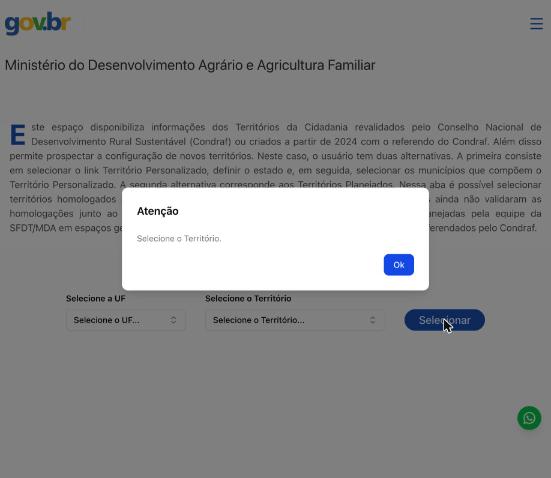 gov.br
Ministério do Desenvolvimento Agrário e Agricultura Familiar
Este espaço disponibiliza informações dos Territórios da Cidadania revalidados pelo Conselho Nacional de
Desenvolvimento Rural Sustentável (Condraf) ou criados a partir de 2024 com o referendo do Condraf. Além disso
permite prospectar a configuração de novos territórios. Neste caso, o usuário tem duas alternativas. A primeira consiste
em selecionar o link Território Personalizado, definir o estado e, em seguida, selecionar os municípios que compõem o
Território Personalizado. A segunda alternativa corresponde aos Territórios Planejados. Nessa aba é possível selecionar
territórios homologados ainda não validaram as
homologações junto ao anejadas pela equipe da
SFDT/MDA em espaços ge ferendados pelo Condraf.
Atenção
Selecione o Território.
Ok
Selecione a UF
Selecione o Território
Selecione o UF...
Selecione o Território...
Selecionar